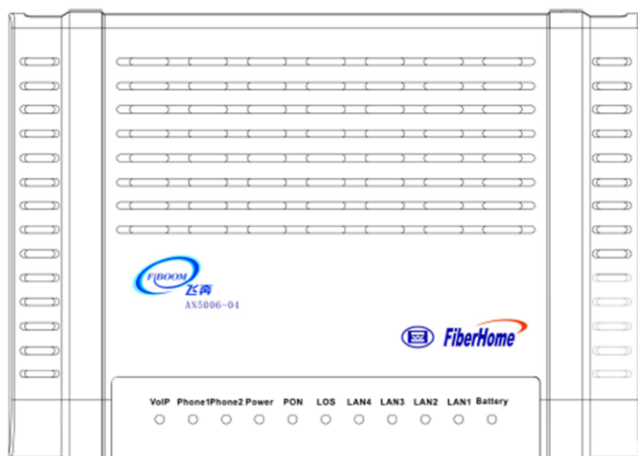 FiBOOM
飞奔
AN5006-04
FiberHome
VoIP Phone1 Phone2 Power PON LOS LAN4 LAN3 LAN2 LAN1 Battery